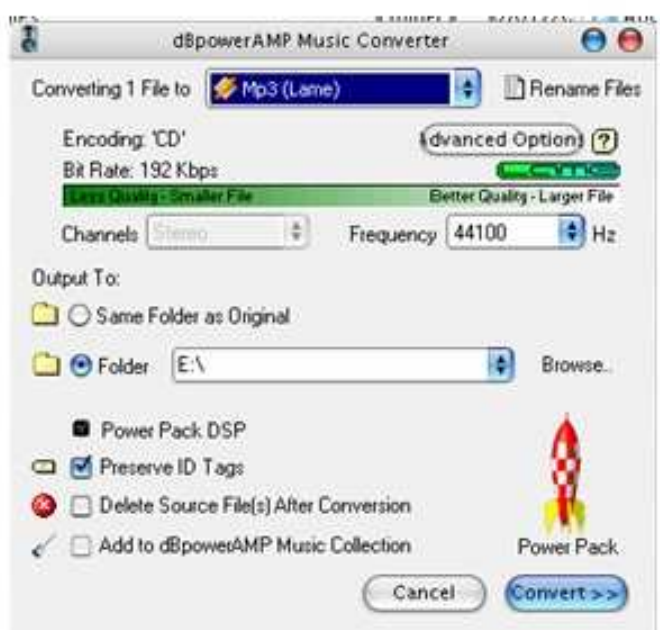 dBpowerAMP Music Converter
Converting 1 File to Mp3 (Lame) Rename Files
Encoding: 'CD'
dvanced Option
Bit Rate: 192 Kbps
Less Quality - Smaller File Better Quality - Larger File
Channels Stereo Frequency 44100 Hz
Output To:
Same Folder as Original
Folder E:\ Browse..
Power Pack DSP
Preserve ID Tags
Delete Source File(s) After Conversion
Add to dBpowerAMP Music Collection
Power Pack
Cancel Convert >>